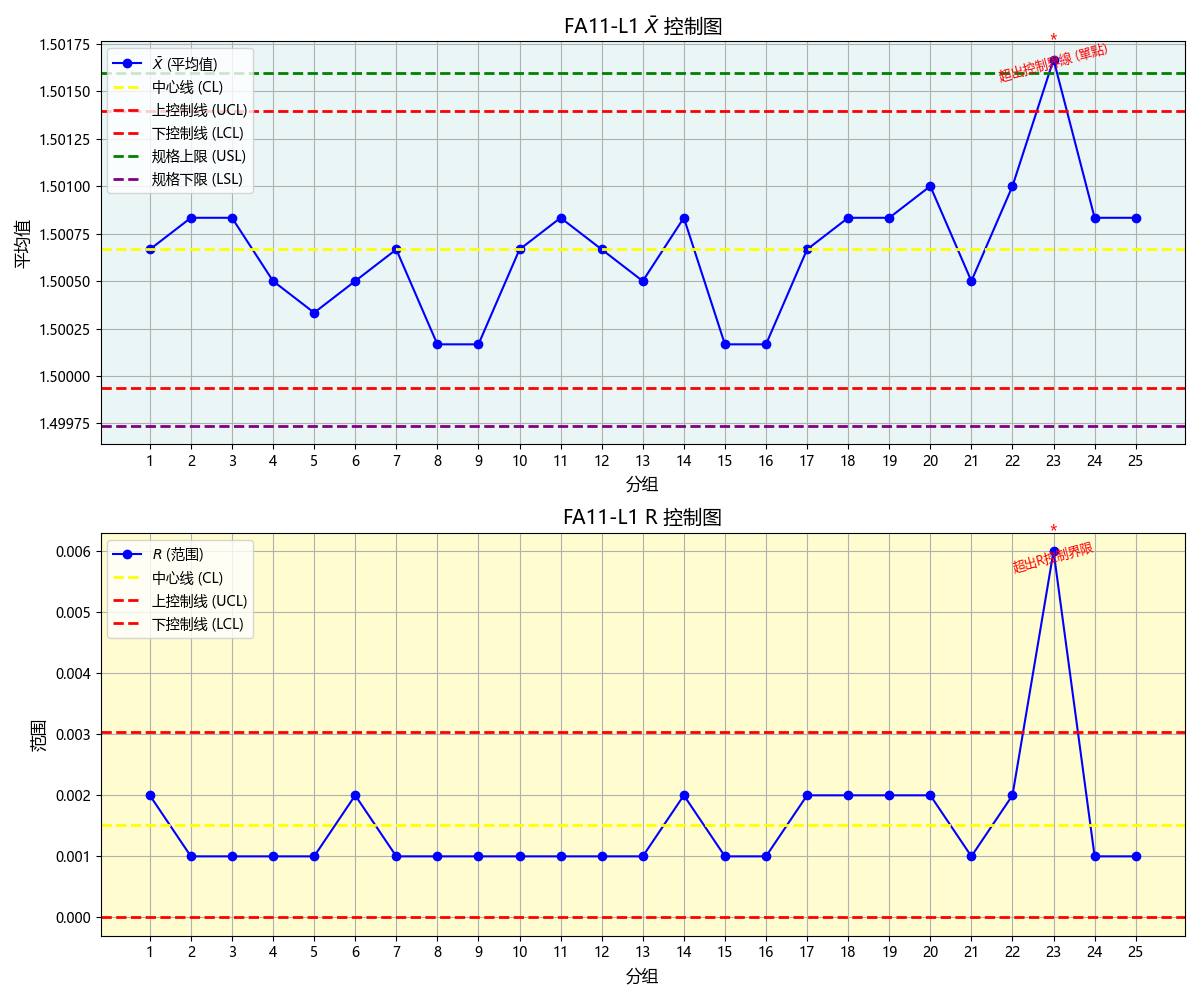 FA11-L1 X̄ 控制图
*
超出控制界線 (單點)
X̄ (平均值)
中心线 (CL)
上控制线 (UCL)
下控制线 (LCL)
规格上限 (USL)
规格下限 (LSL)
平均值
1.50175
1.50150
1.50125
1.50100
1.50075
1.50050
1.50025
1.50000
1.49975
1 2 3 4 5 6 7 8 9 10 11 12 13 14 15 16 17 18 19 20 21 22 23 24 25
分组
FA11-L1 R 控制图
*
超出R控制界限
R (范围)
中心线 (CL)
上控制线 (UCL)
下控制线 (LCL)
范围
0.006
0.005
0.004
0.003
0.002
0.001
0.000
1 2 3 4 5 6 7 8 9 10 11 12 13 14 15 16 17 18 19 20 21 22 23 24 25
分组